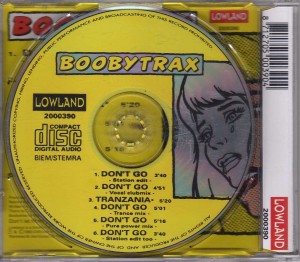 BOOBYTRAX
LOWLAND
2000390
COMPACT
disc
DIGITAL AUDIO
BIEM/STEMRA
1. DON'T GO 3'40
- Station edit -
2. DON'T GO 4'51
- Vocal clubmix -
3. TRANZANIA 5'20
4. DON'T GO 5'01
- Transa mix -
5. DON'T GO 5'18
- Pure power mix -
6. DON'T GO 3'40
- Station edit too -
LOWLAND
2000390